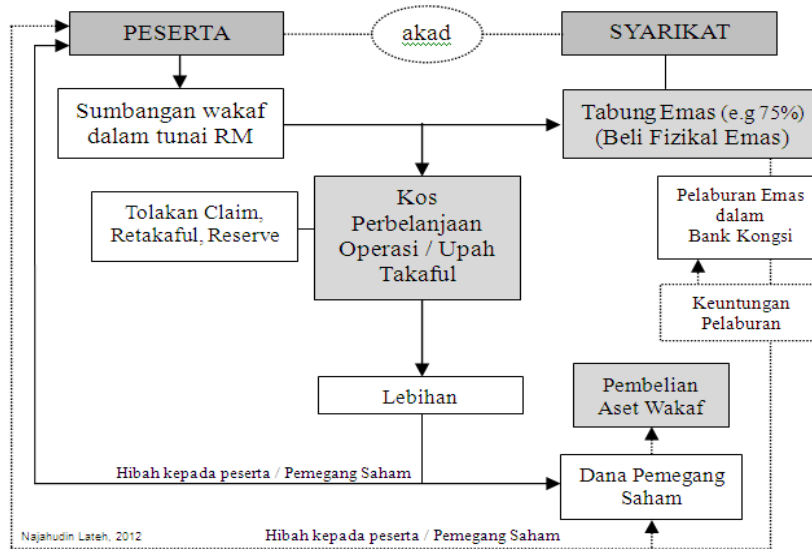 PESERTA
akad
SYARIKAT
Sumbangan wakaf
dalam tunai RM
Tabung Emas (e.g 75%)
(Beli Fizikal Emas)
Tolakan Claim,
Retakaful, Reserve
Kos
Perbelanjaan
Operasi / Upah
Takaful
Pelaburan Emas
dalam
Bank Kongsi
Keuntungan
Pelaburan
Lebihan
Pembelian
Aset Wakaf
Hibah kepada peserta / Pemegang Saham
Dana Pemegang
Saham
Najahudin Lateh, 2012
Hibah kepada peserta / Pemegang Saham